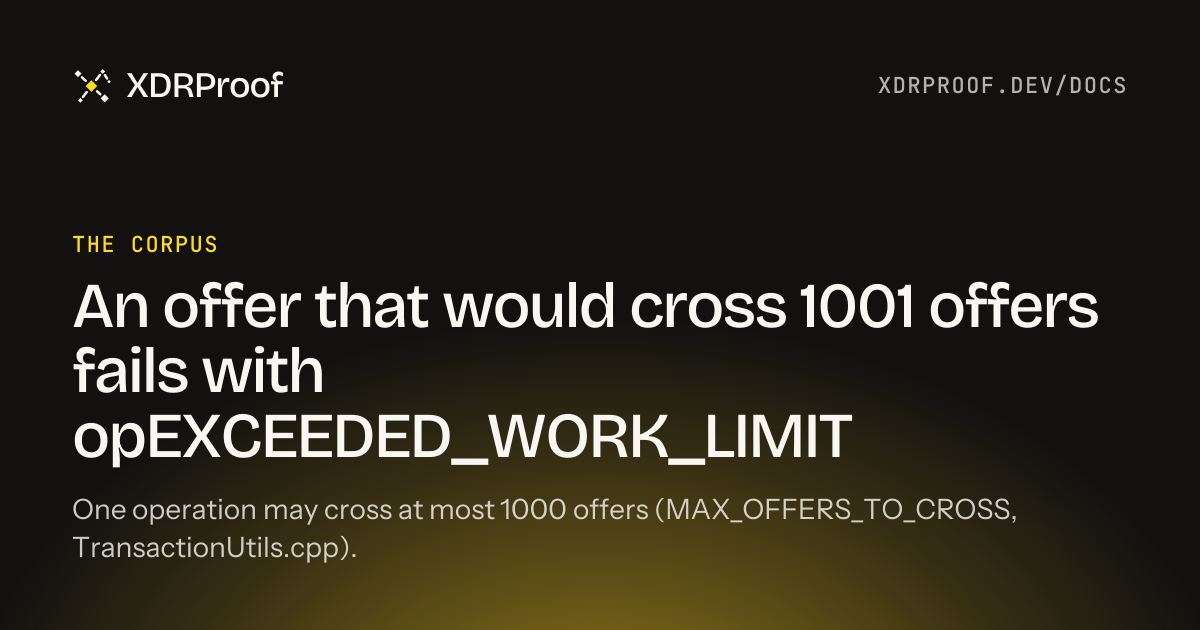 XDRProof
XDRPROOF.DEV/DOCS
THE CORPUS
An offer that would cross 1001 offers
fails with
opEXCEEDED_WORK_LIMIT
One operation may cross at most 1000 offers (MAX_OFFERS_TO_CROSS,
TransactionUtils.cpp).